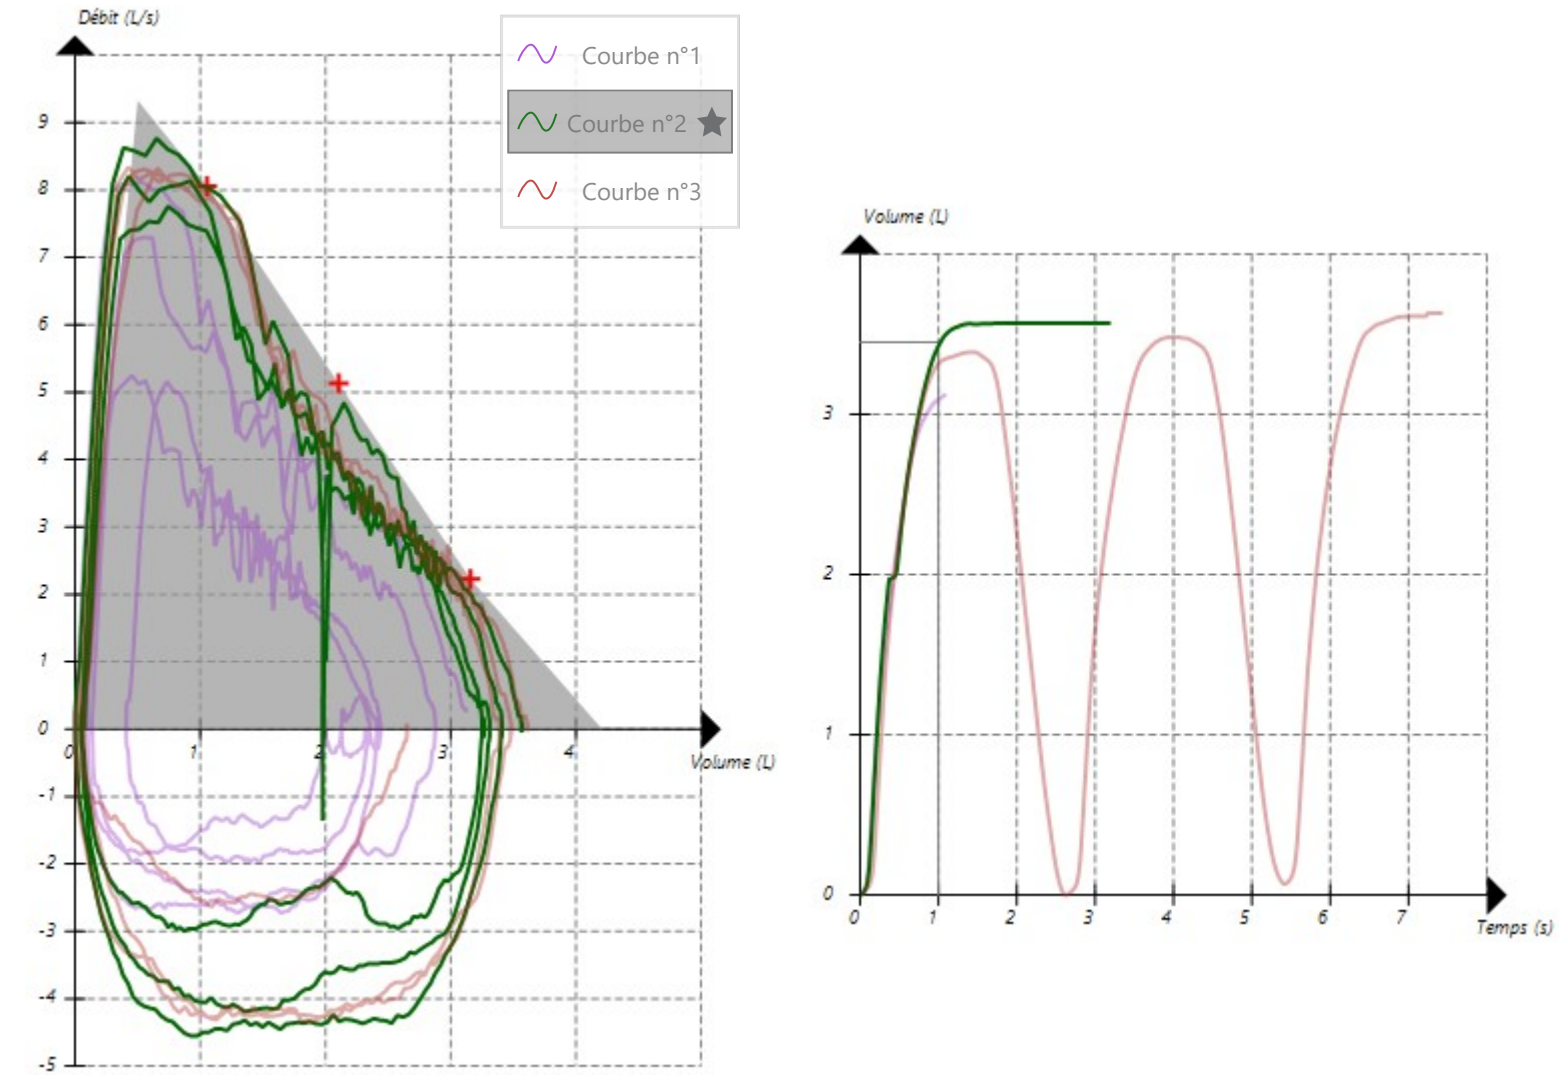 Débit (L/s)
Courbe n°1
Courbe n°2
Courbe n°3
9
8
7
6
5
4
3
2
1
0
-1
-2
-3
-4
-5
0 1 2 3 4
Volume (L)
Volume (L)
3
2
1
0
0 1 2 3 4 5 6 7
Temps (s)